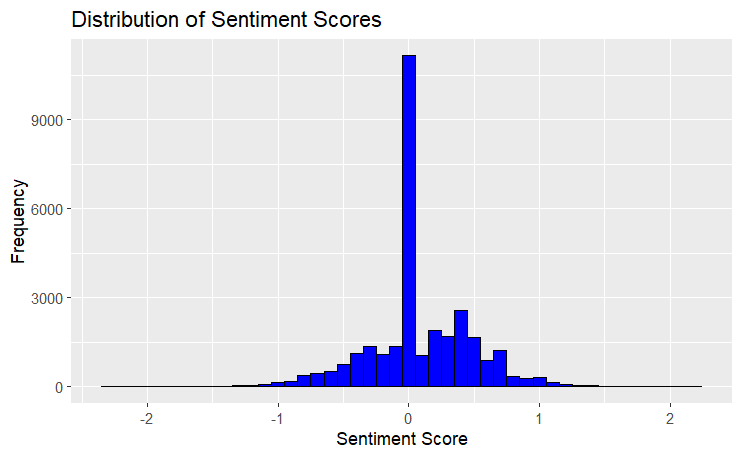 Distribution of Sentiment Scores
Frequency
9000
6000
3000
0
-2 -1 0 1 2
Sentiment Score